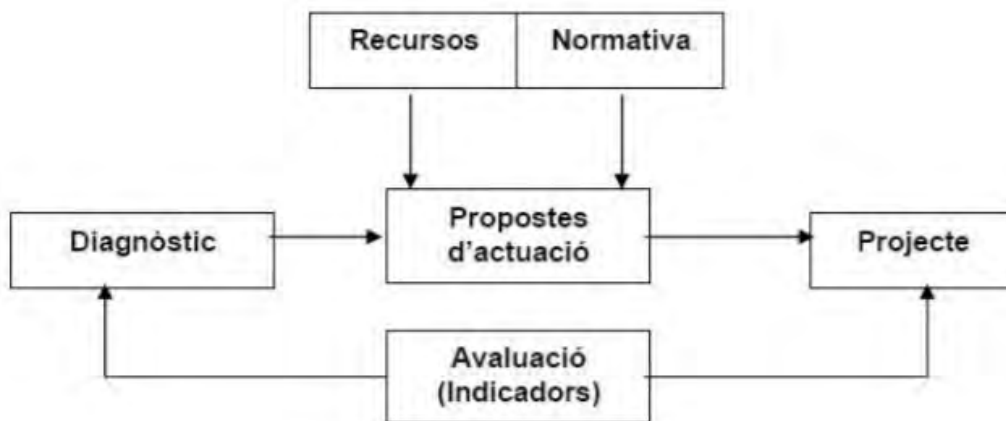 Recursos
Normativa
Diagnòstic
Propostes
d'actuació
Projecte
Avaluació
(Indicadors)